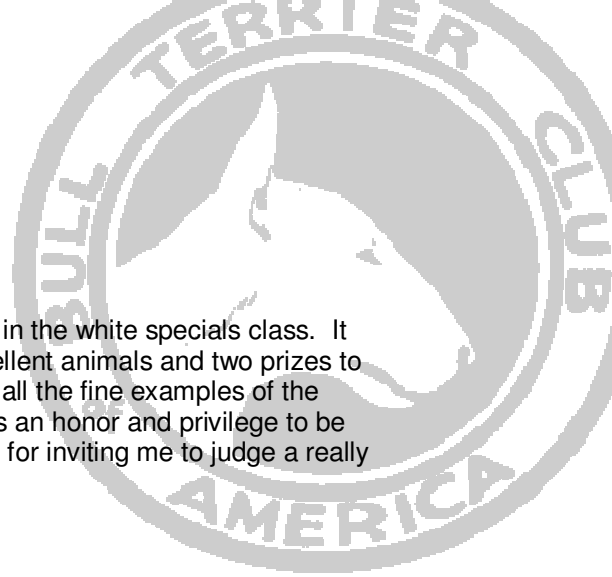 BULL TERRIER CLUB
in the white specials class.  It
ellent animals and two prizes to
all the fine examples of the
s an honor and privilege to be
for inviting me to judge a really
AMERICA